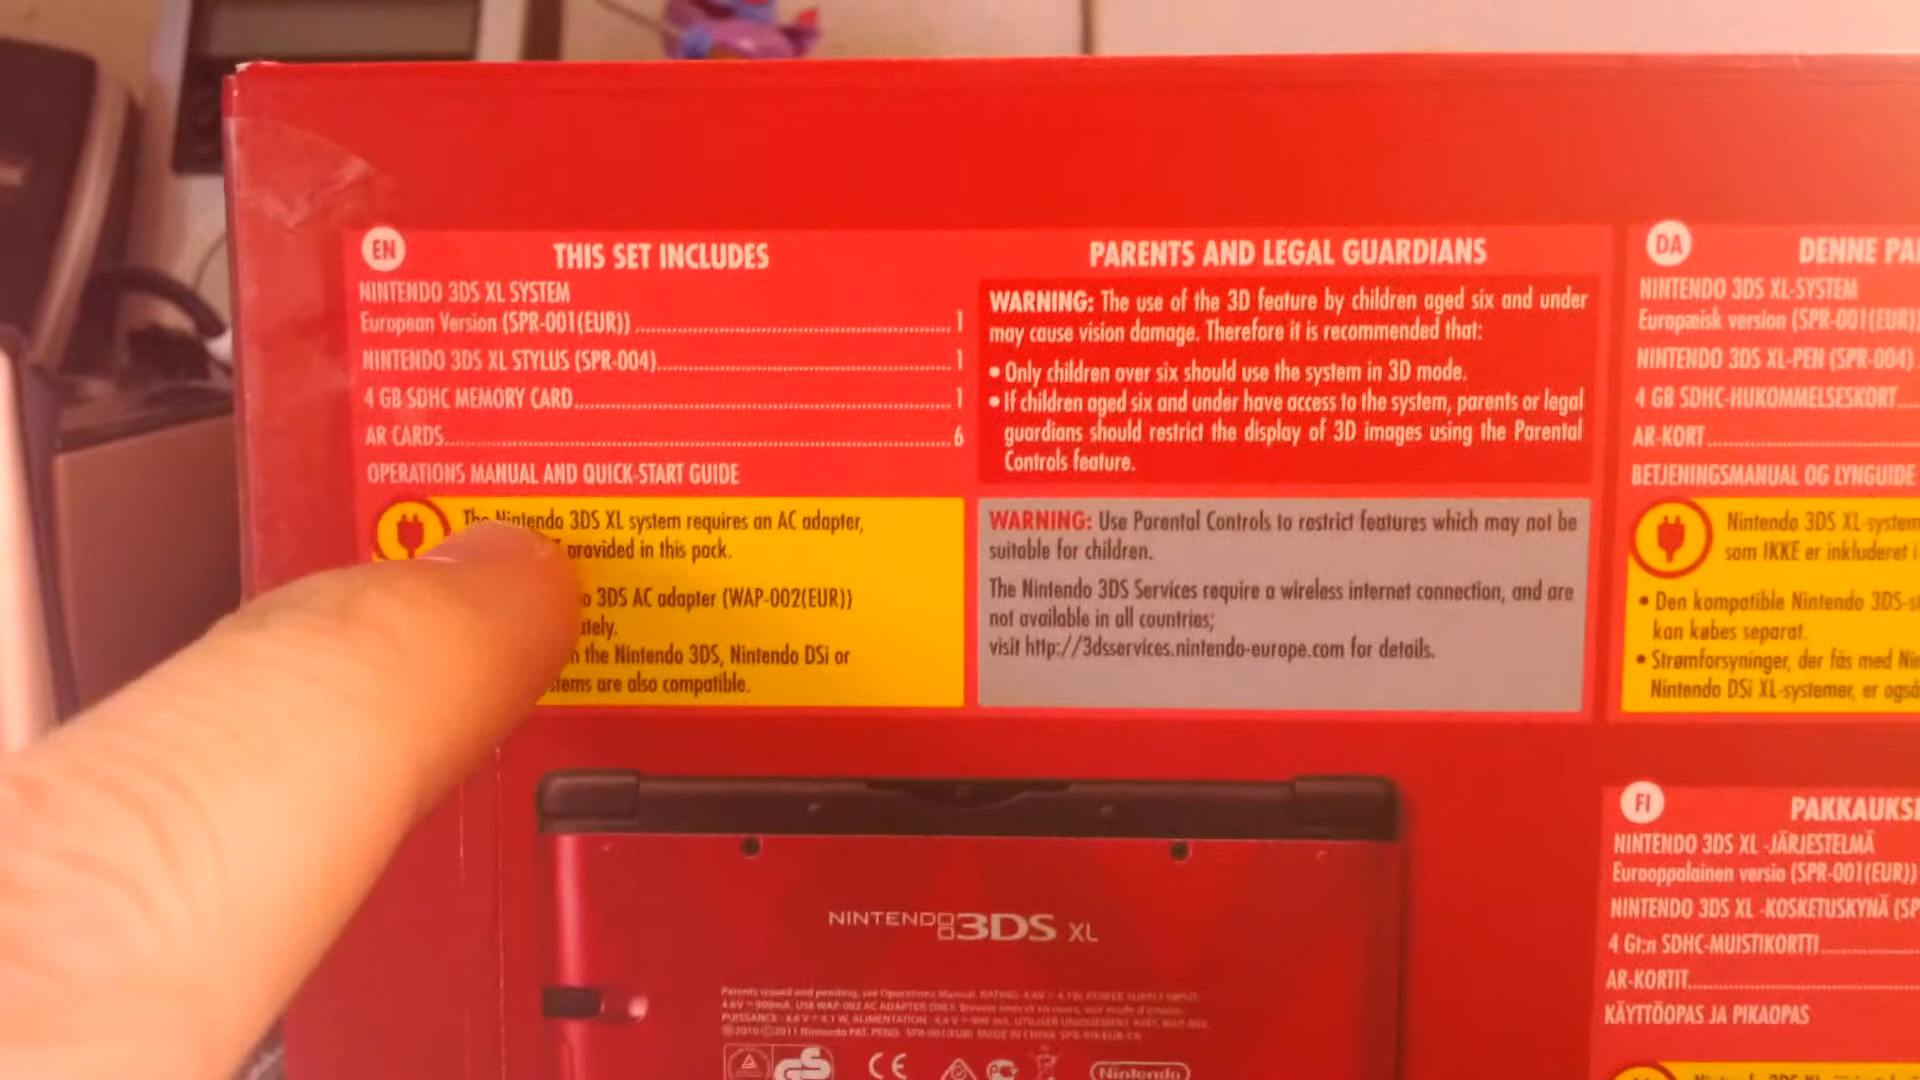 EN
THIS SET INCLUDES
NINTENDO 3DS XL SYSTEM
European Version (SPR-001(EUR)) 1
NINTENDO 3DS XL STYLUS (SPR-004) 1
4 GB SDHC MEMORY CARD 1
AR CARDS 6
OPERATIONS MANUAL AND QUICK-START GUIDE
The Nintendo 3DS XL system requires an AC adapter,
provided in this pack.
3DS AC adapter (WAP-002(EUR))
the Nintendo 3DS, Nintendo DSi or
are also compatible.
PARENTS AND LEGAL GUARDIANS
WARNING: The use of the 3D feature by children aged six and under
may cause vision damage. Therefore it is recommended that:
• Only children over six should use the system in 3D mode.
• If children aged six and under have access to the system, parents or legal
guardians should restrict the display of 3D images using the Parental
Controls feature.
WARNING: Use Parental Controls to restrict features which may not be
suitable for children.
The Nintendo 3DS Services require a wireless internet connection, and are
not available in all countries;
visit http://3dsservices.nintendo-europe.com for details.
DA
DENNE
NINTENDO 3DS XL-SYSTEM
Europæisk version (SPR-001(EUR))
NINTENDO 3DS XL-PEN (SPR-004)
4 GB SDHC-HUKOMMELSESKORT
AR-KORT
BETJENINGSMANUAL OG LYNGUIDE
Nintendo 3DS XL-system
som IKKE er inkluderet i
• Den kompatible Nintendo
kan købes separat.
• Strømforsyninger, der fås med
Nintendo DSi XL-systemer, er
FI
NINTENDO 3DS XL -JÄRJESTELMÄ
Eurooppalainen versio (SPR-001(EUR))
NINTENDO 3DS XL -KOSKETUSKYNÄ
4 Gt:n SDHC-MUISTIKORTTI
AR-KORTIT
KÄYTTÖOPAS JA PIKAOPAS
NINTENDO 3DS XL
CE
Nintendo